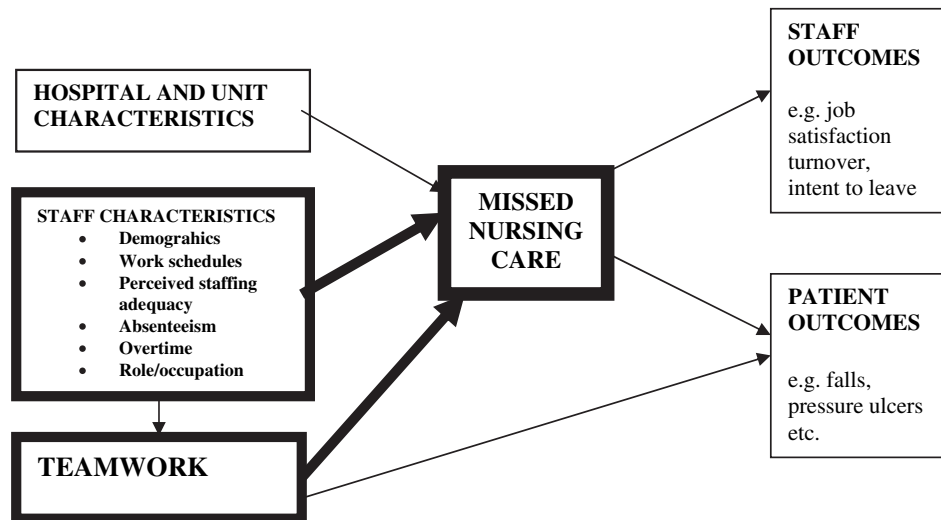 HOSPITAL AND UNIT
CHARACTERISTICS
STAFF CHARACTERISTICS
• Demograhics
• Work schedules
• Perceived staffing
adequacy
• Absenteeism
• Overtime
• Role/occupation
TEAMWORK
MISSED
NURSING
CARE
STAFF
OUTCOMES
e.g. job
satisfaction
turnover,
intent to leave
PATIENT
OUTCOMES
e.g. falls,
pressure ulcers
etc.